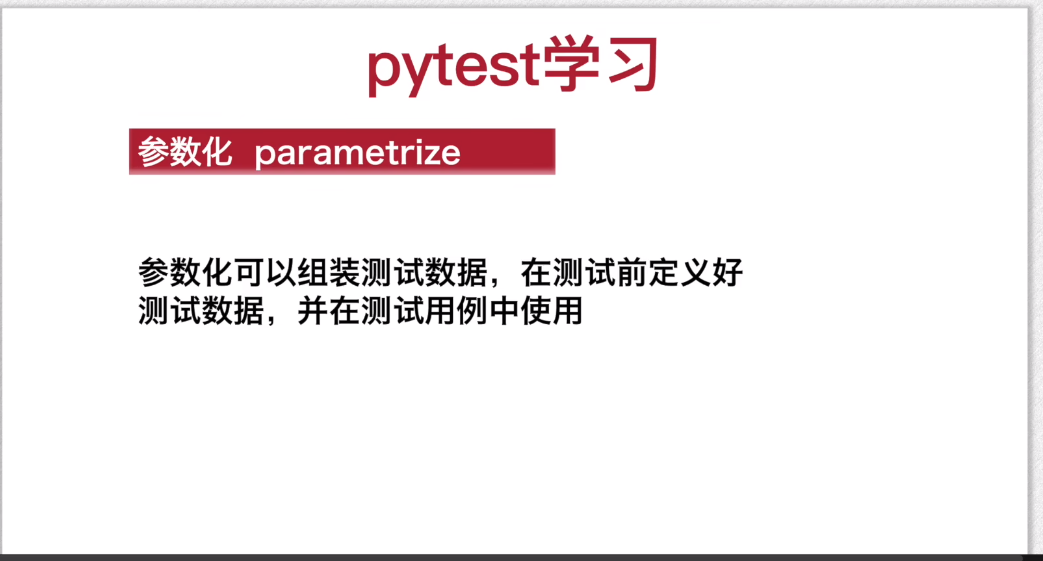 pytest学习
参数化 parametrize
参数化可以组装测试数据，在测试前定义好
测试数据，并在测试用例中使用